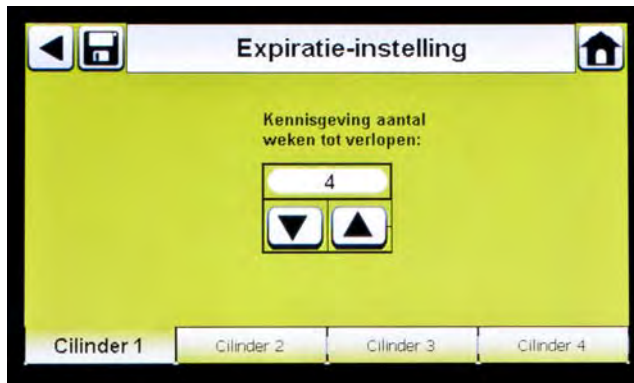 Expiratie-instelling
Kennisgeving aantal
weken tot verlopen:
4
Cilinder 1
Cilinder 2
Cilinder 3
Cilinder 4